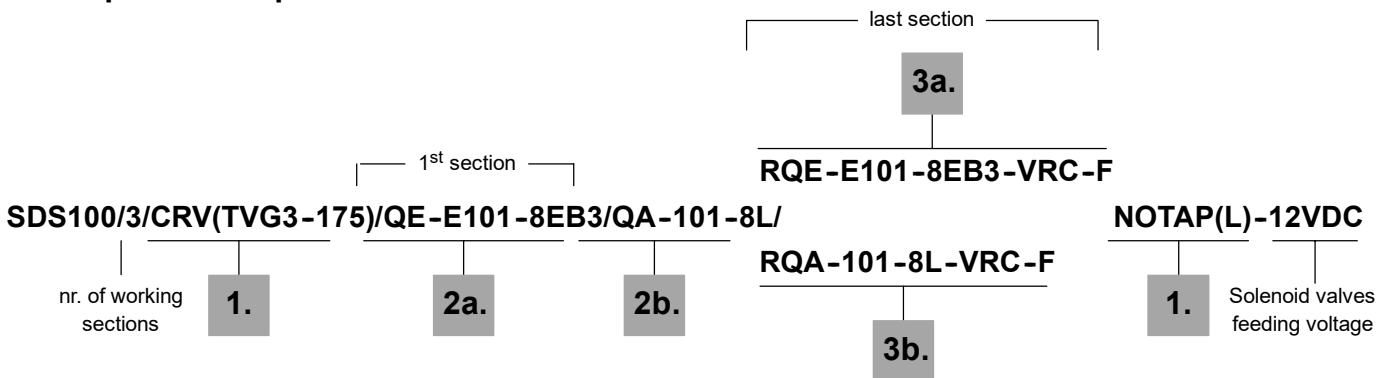 last section
3a.
1st section
RQE-E101-8EB3-VRC-F
SDS100/3/CRV(TVG3-175)/QE-E101-8EB3/QA-101-8L/
NOTAP(L)-12VDC
RQA-101-8L-VRC-F
nr. of working
sections
1.
2a.
2b.
3b.
1.
Solenoid valves
feeding voltage